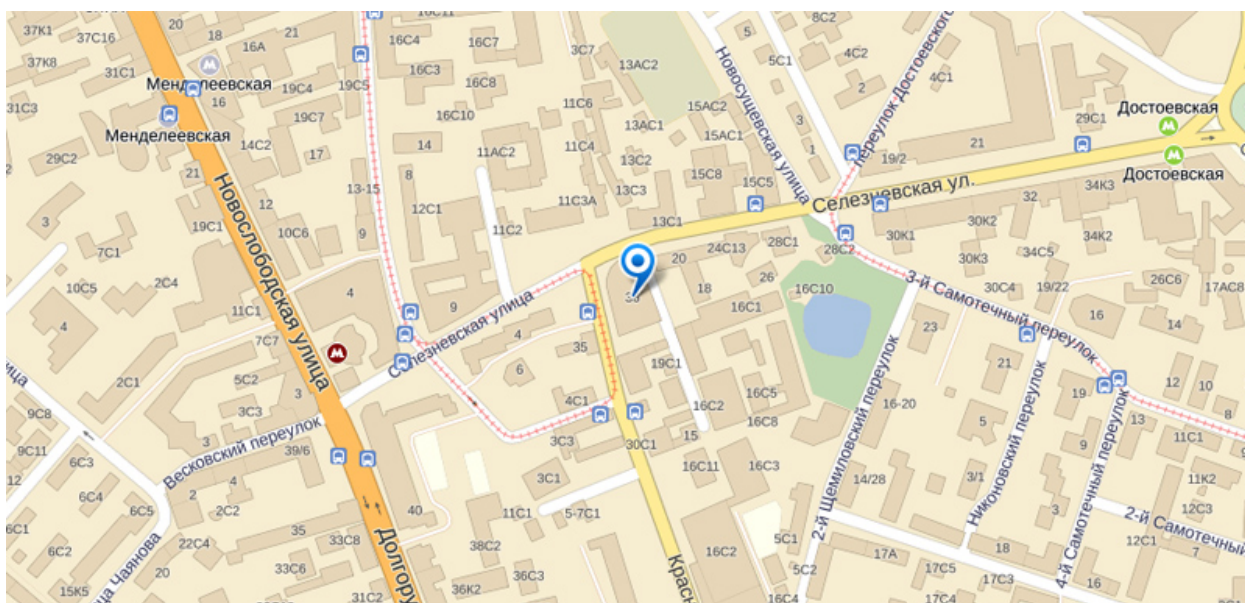 37К1
37С16
20
18
21
16С11
16С4
16С7
3С7
13АС2
5
8С2
5С1
4С2
4С1
16А
37К8
31С1
Менделеевская
19С4
19С5
16С3
16С8
2
31С3
16
Менделеевская
19С7
16С10
11С6
15АС2
3
переулок Достоевского
Достоевская
29С1
14С2
17
14
13АС1
15АС1
1
21
29С2
11АС2
11С4
13С2
19/2
Достоевская
21
13-15
8
15С8
15С5
Новосущевская улица
Селезневская ул.
34К3
12
12С1
11С3А
13С3
32
3
19С1
Новослободская улица
10С6
9
11С2
13С1
30К2
7С1
20
24С13
28С1
28С2
30К1
34К2
2С4
30К3
34С5
10С5
4
18
26
16С10
3-й Самотечный переулок
30С4
19/22
26С6
17АС8
11С1
9
Селезневская улица
16С1
4
7С7
4
35
23
16
14
5С2
6
19С1
21
2С1
3
16С5
2-й Щемиловский переулок
16-20
19
12
10
9С8
3С3
4С1
16С2
16С8
5
8
Весковский переулок
3
39/6
3С3
30С1
15
Никоновский переулок
9
13
11С1
9С11
6С3
4
16С11
16С3
12
6С4
2
3С1
14/28
3/1
4-й Самотечный переулок
11К2
6С5
2С2
40
11С1
5-7С1
3
12С3
6С1
35
5С1
2-й Самотечный
22С4
33С8
38С2
16С2
17А
18
12С1
7
6С2
20
33С6
36С3
5С2
17С5
15К5
31С2
36К2
16С4
17С3
16